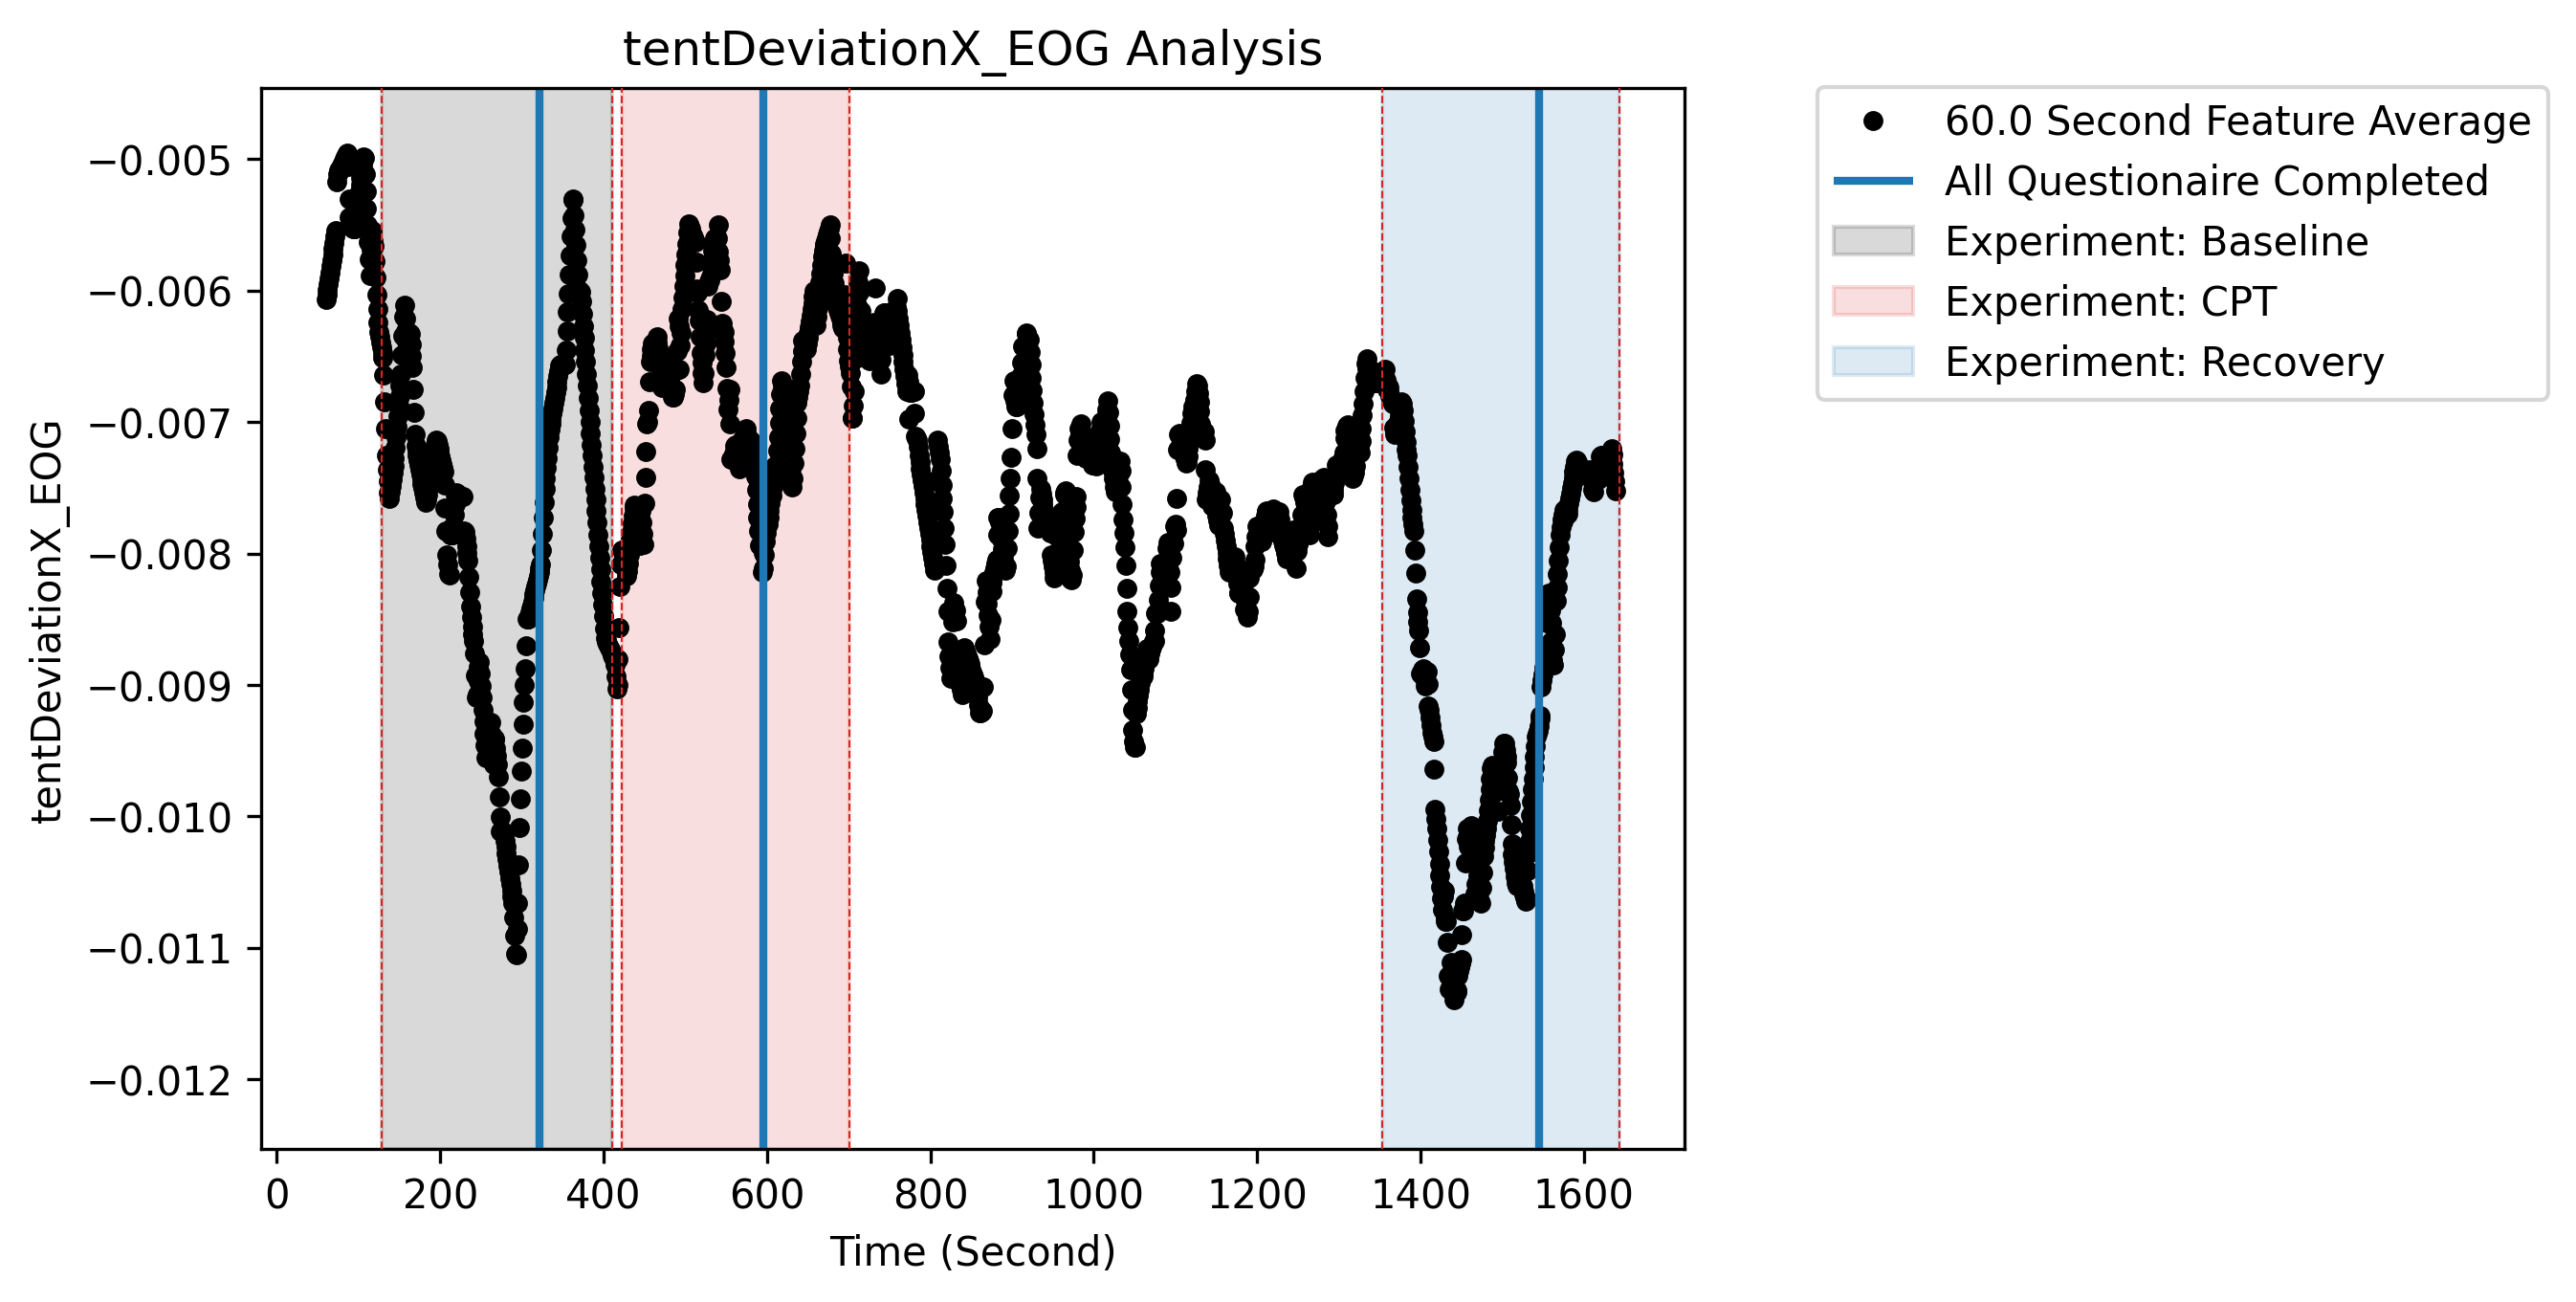 tentDeviationX_EOG Analysis
60.0 Second Feature Average
All Questionaire Completed
Experiment: Baseline
Experiment: CPT
Experiment: Recovery
tentDeviationX_EOG
−0.005
−0.006
−0.007
−0.008
−0.009
−0.010
−0.011
−0.012
0 200 400 600 800 1000 1200 1400 1600
Time (Second)